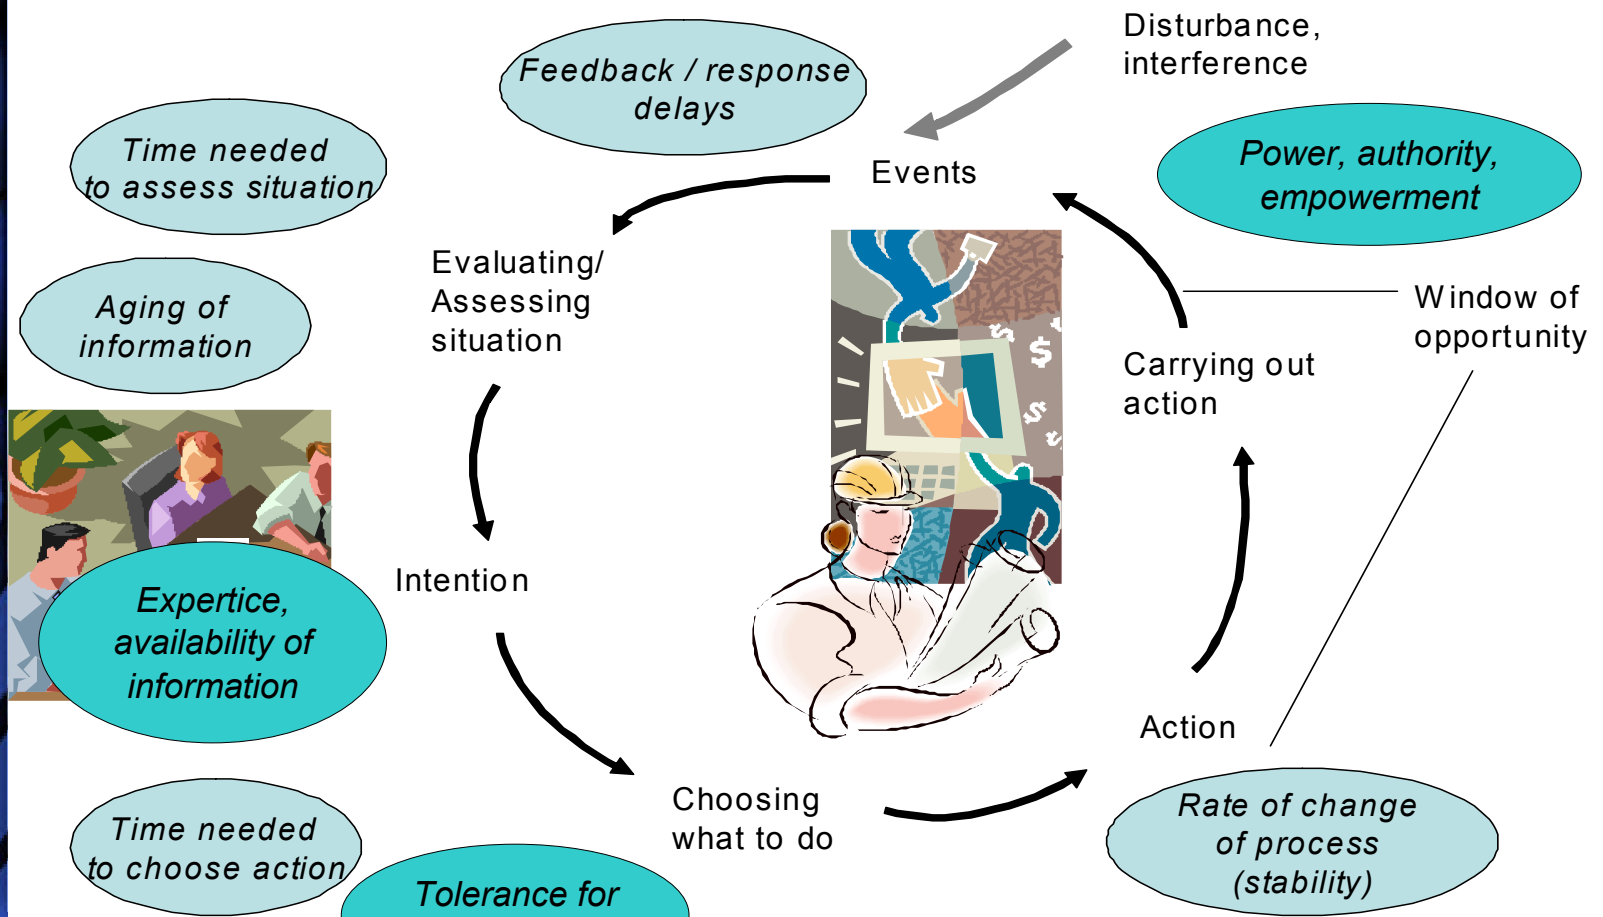 Disturbance,
interference
Feedback / response
delays
Time needed
to assess situation
Power, authority,
empowerment
Events
Evaluating/
Assessing
situation
Aging of
information
Window of
opportunity
Carrying out
action
Intention
Expertice,
availability of
information
Action
Choosing
what to do
Rate of change
of process
(stability)
Time needed
to choose action
Tolerance for
$
$